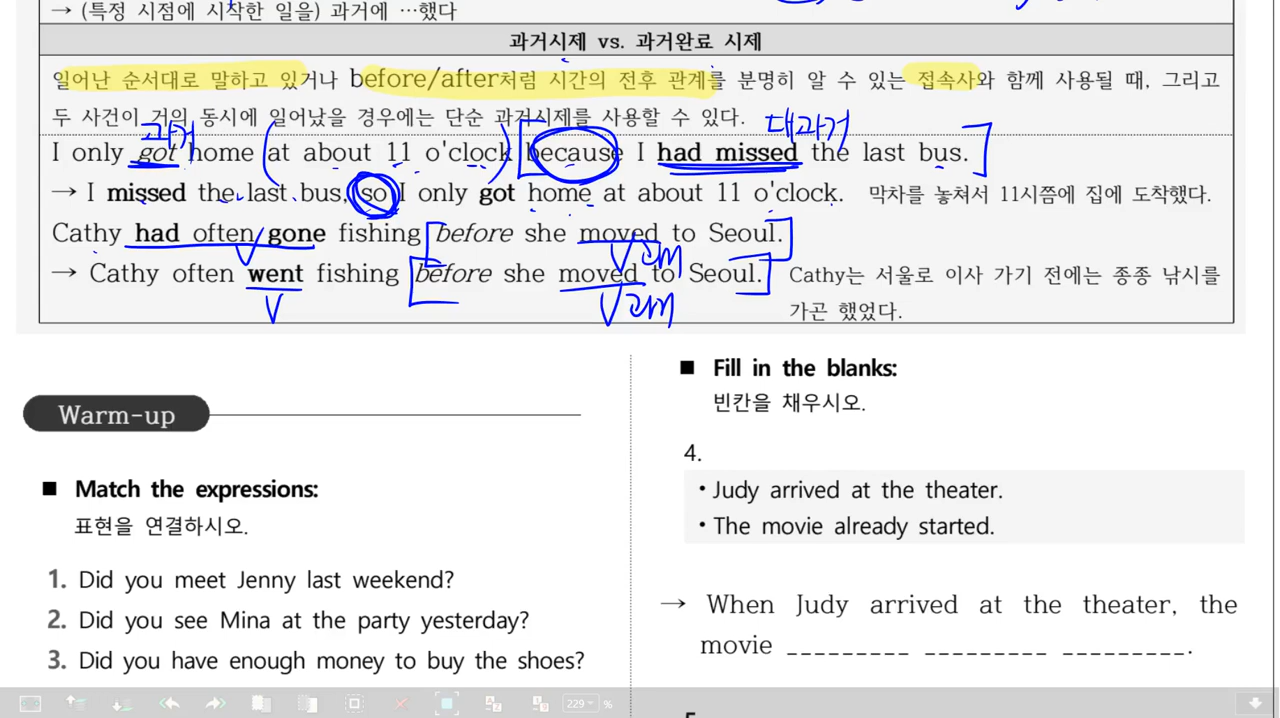 → (특정 시점에 시작한 일을) 과거에 …했다
과거시제 vs. 과거완료 시제
일어난 순서대로 말하고 있거나 before/after처럼 시간의 전후 관계를 분명히 알 수 있는 접속사와 함께 사용될 때, 그리고
두 사건이 거의 동시에 일어났을 경우에는 단순 과거시제를 사용할 수 있다.
과거 대과거
I only got home at about 11 o'clock because I had missed the last bus.
→ I missed the last bus, so I only got home at about 11 o'clock. 막차를 놓쳐서 11시쯤에 집에 도착했다.
Cathy had often gone fishing before she moved to Seoul.
→ Cathy often went fishing before she moved to Seoul. Cathy는 서울로 이사 가기 전에는 종종 낚시를
가곤 했었다.
Warm-up
■ Match the expressions:
표현을 연결하시오.
1. Did you meet Jenny last weekend?
2. Did you see Mina at the party yesterday?
3. Did you have enough money to buy the shoes?
■ Fill in the blanks:
빈칸을 채우시오.
4.
• Judy arrived at the theater.
• The movie already started.
→ When Judy arrived at the theater, the
movie _________ _________ _________.
229 %